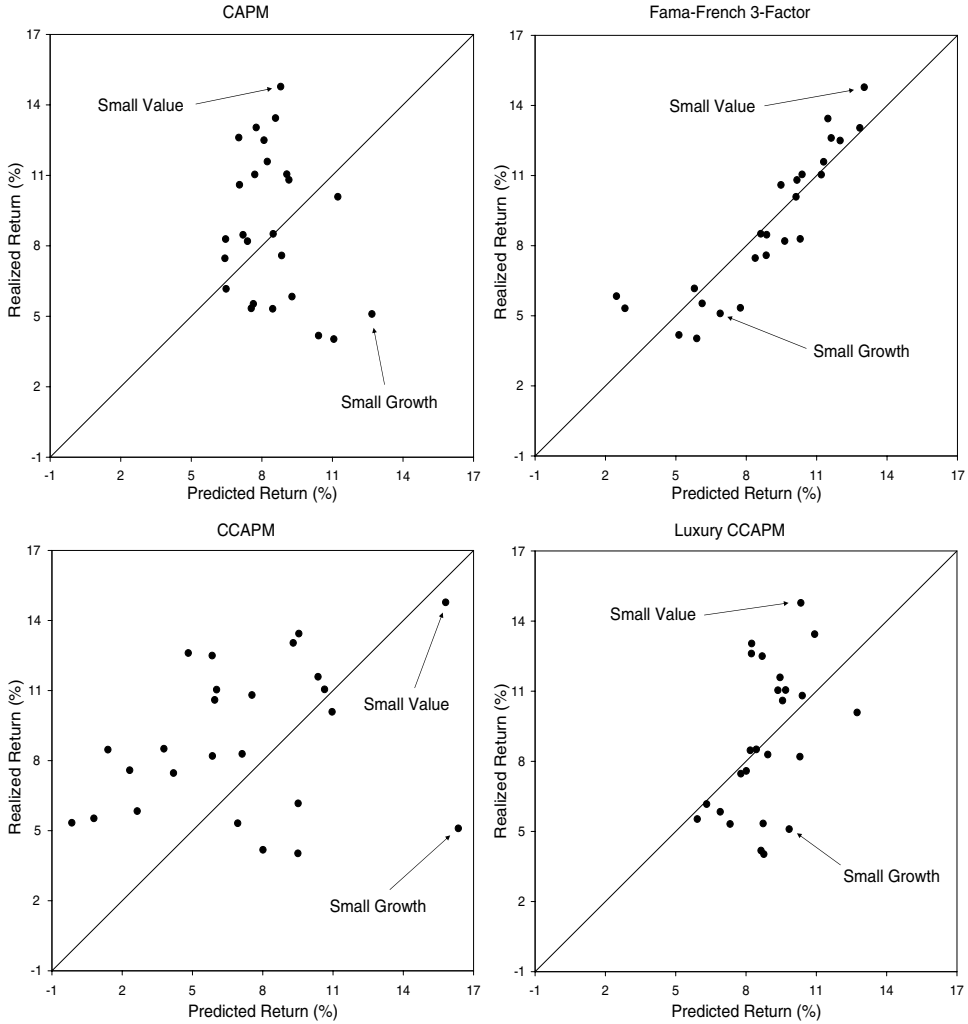 CAPM
17
14
11
8
5
2
-1
Realized Return (%)
Small Value
Small Growth
-1 2 5 8 11 14 17
Predicted Return (%)
Fama-French 3-Factor
17
14
11
8
5
2
-1
Realized Return (%)
Small Value
Small Growth
-1 2 5 8 11 14 17
Predicted Return (%)
CCAPM
17
14
11
8
5
2
-1
Realized Return (%)
Small Value
Small Growth
-1 2 5 8 11 14 17
Predicted Return (%)
Luxury CCAPM
17
14
11
8
5
2
-1
Realized Return (%)
Small Value
Small Growth
-1 2 5 8 11 14 17
Predicted Return (%)